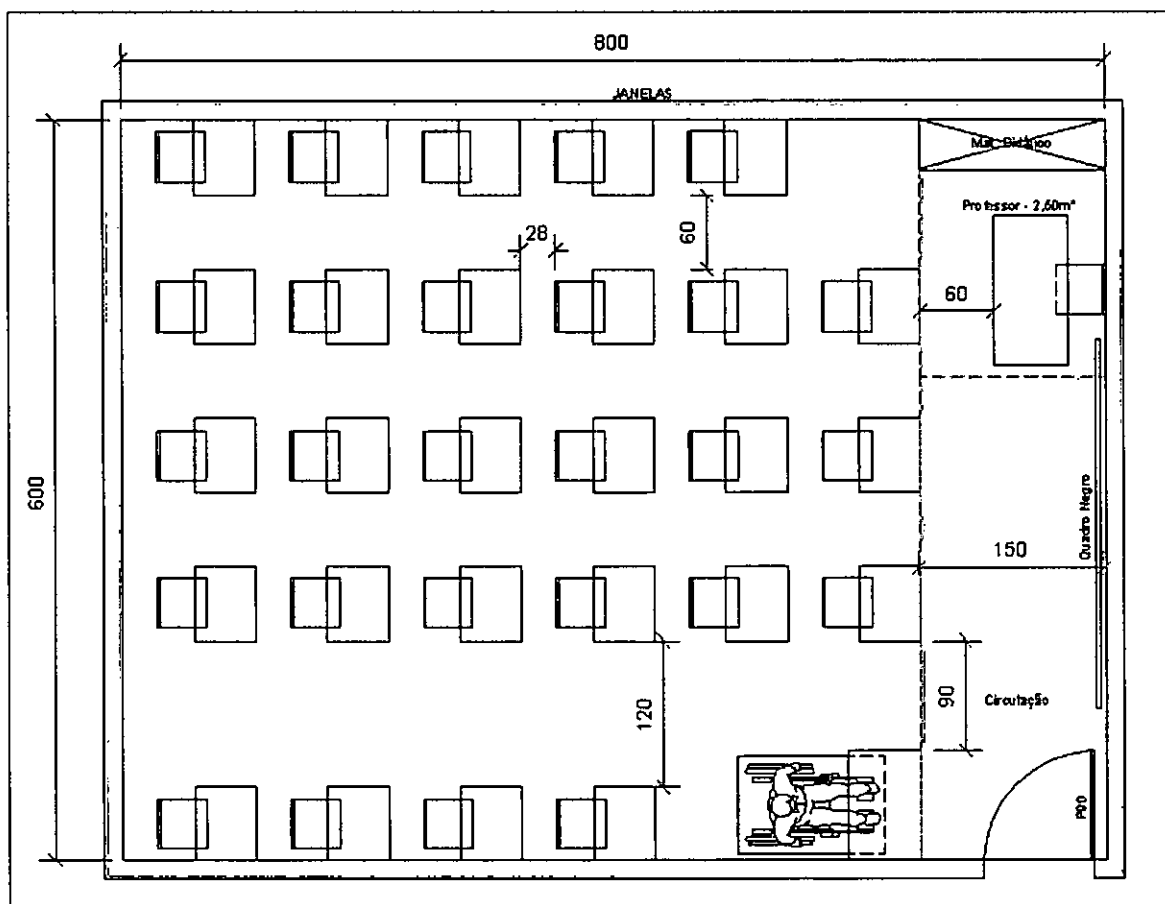 800
JANELAS
Mat. Didático
Professor - 2,60m²
28
60
60
600
Quadro Negro
150
120
90
Circulação
P90